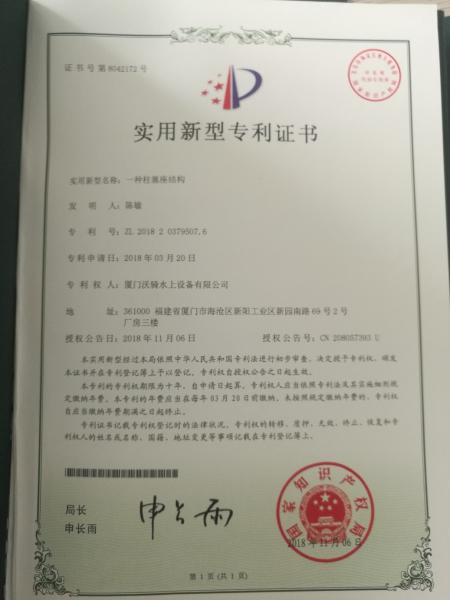 证书号第8042172号
实用新型专利证书
实用新型名称：一种柱塞座结构
发 明 人：陈敏
专 利 号：ZL 2018 2 0379507.6
专利申请日：2018年03月20日
专 利 权 人：厦门沃骑水上设备有限公司
地 址：361000 福建省厦门市海沧区新阳工业区新园南路69号2号
厂房三楼
授权公告日：2018年11月06日 授权公告号：CN 208057393 U
本实用新型经过本局依照中华人民共和国专利法进行初步审查，决定授予专利权，颁发
本证书并在专利登记簿上予以登记。专利权自授权公告之日起生效。
本专利的专利权期限为十年，自申请日起算。专利权人应当依照专利法及其实施细则规
定缴纳年费。本专利的年费应当在每年03月20日前缴纳。未按照规定缴纳年费的，专利权
自应当缴纳年费期满之日起终止。
专利证书记载专利权登记时的法律状况。专利权的转移、质押、无效、终止、恢复和专利
权人的姓名或名称、国籍、地址变更等事项记载在专利登记簿上。
局长
申长雨
申长雨
国家知识产权局
2018年11月06日
第 1 页 (共 1 页)